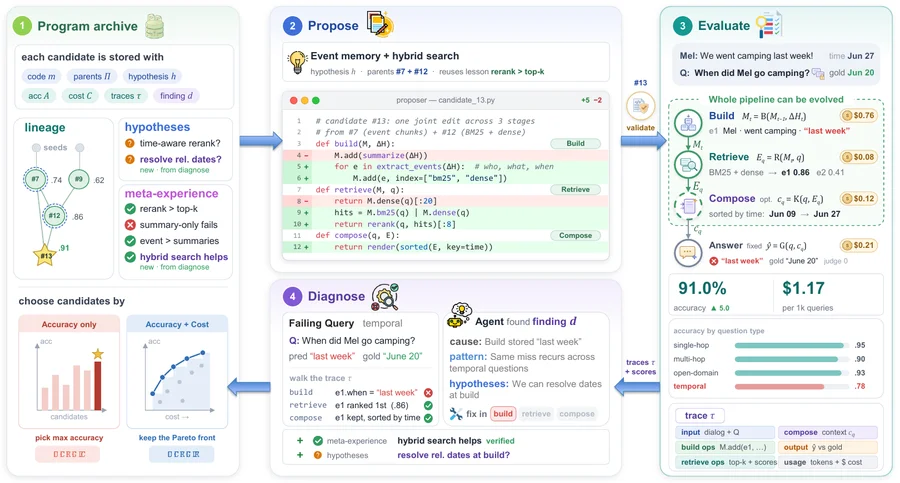 1 Program archive
each candidate is stored with
code m parents Π hypothesis h
acc A cost C traces τ finding d
lineage
seeds
#7 .74 #9 .62
#12 .86
.91
#13
hypotheses
time-aware rerank?
resolve rel. dates?
new · from diagnose
meta-experience
rerank > top-k
summary-only fails
event > summaries
hybrid search helps
new · from diagnose
choose candidates by
Accuracy only
acc
candidates
pick max accuracy
Accuracy + Cost
acc
cost →
keep the Pareto front
2 Propose
Event memory + hybrid search
hypothesis h · parents #7 + #12 · reuses lesson rerank > top-k
proposer — candidate_13.py +5 −2
1 # candidate #13: one joint edit across 3 stages
2 # from #7 (event chunks) + #12 (BM25 + dense)
3 def build(M, ΔH): Build
4 − M.add(summarize(ΔH))
5 + for e in extract_events(ΔH): # who, what, when
6 + M.add(e, index=["bm25", "dense"])
7 def retrieve(M, q): Retrieve
8 − return M.dense(q)[:20]
9 + hits = M.bm25(q) | M.dense(q)
10 + return rerank(q, hits)[:8]
11 def compose(q, E): Compose
12 + return render(sorted(E, key=time))
#13
validate
3 Evaluate
Mel: We went camping last week! time Jun 27
Q: When did Mel go camping? gold Jun 20
Whole pipeline can be evolved
Build Mt = B(Mt-1, ΔHt) $0.76
e1 Mel · went camping · “last week”
Mt
Retrieve Eq = R(M, q) $0.08
BM25 + dense → e1 0.86 e2 0.41
Eq
Compose opt. cq = K(q, Eq) $0.12
sorted by time: Jun 09 → Jun 27
cq
Answer fixed ŷ = G(q, cq) $0.21
“last week” gold “June 20” judge 0
91.0%
accuracy ▲ 5.0
$1.17
per 1k queries
accuracy by question type
single-hop .95
multi-hop .90
open-domain .93
temporal .78
trace τ
input dialog + Q
compose context cq
build ops M.add(e1, …)
output ŷ vs gold
retrieve ops top-k + scores
usage tokens + $ cost
traces τ
+ scores
4 Diagnose
Failing Query temporal
Q: When did Mel go camping?
pred “last week” gold “June 20”
walk the trace τ
build e1.when = “last week”
retrieve e1 ranked 1st (.86)
compose e1 kept, sorted by time
Agent found finding d
cause: Build stored “last week”
pattern: Same miss recurs across
temporal questions
hypotheses: We can resolve dates
at build
fix in build retrieve compose
+ meta-experience hybrid search helps verified
+ hypotheses resolve rel. dates at build?